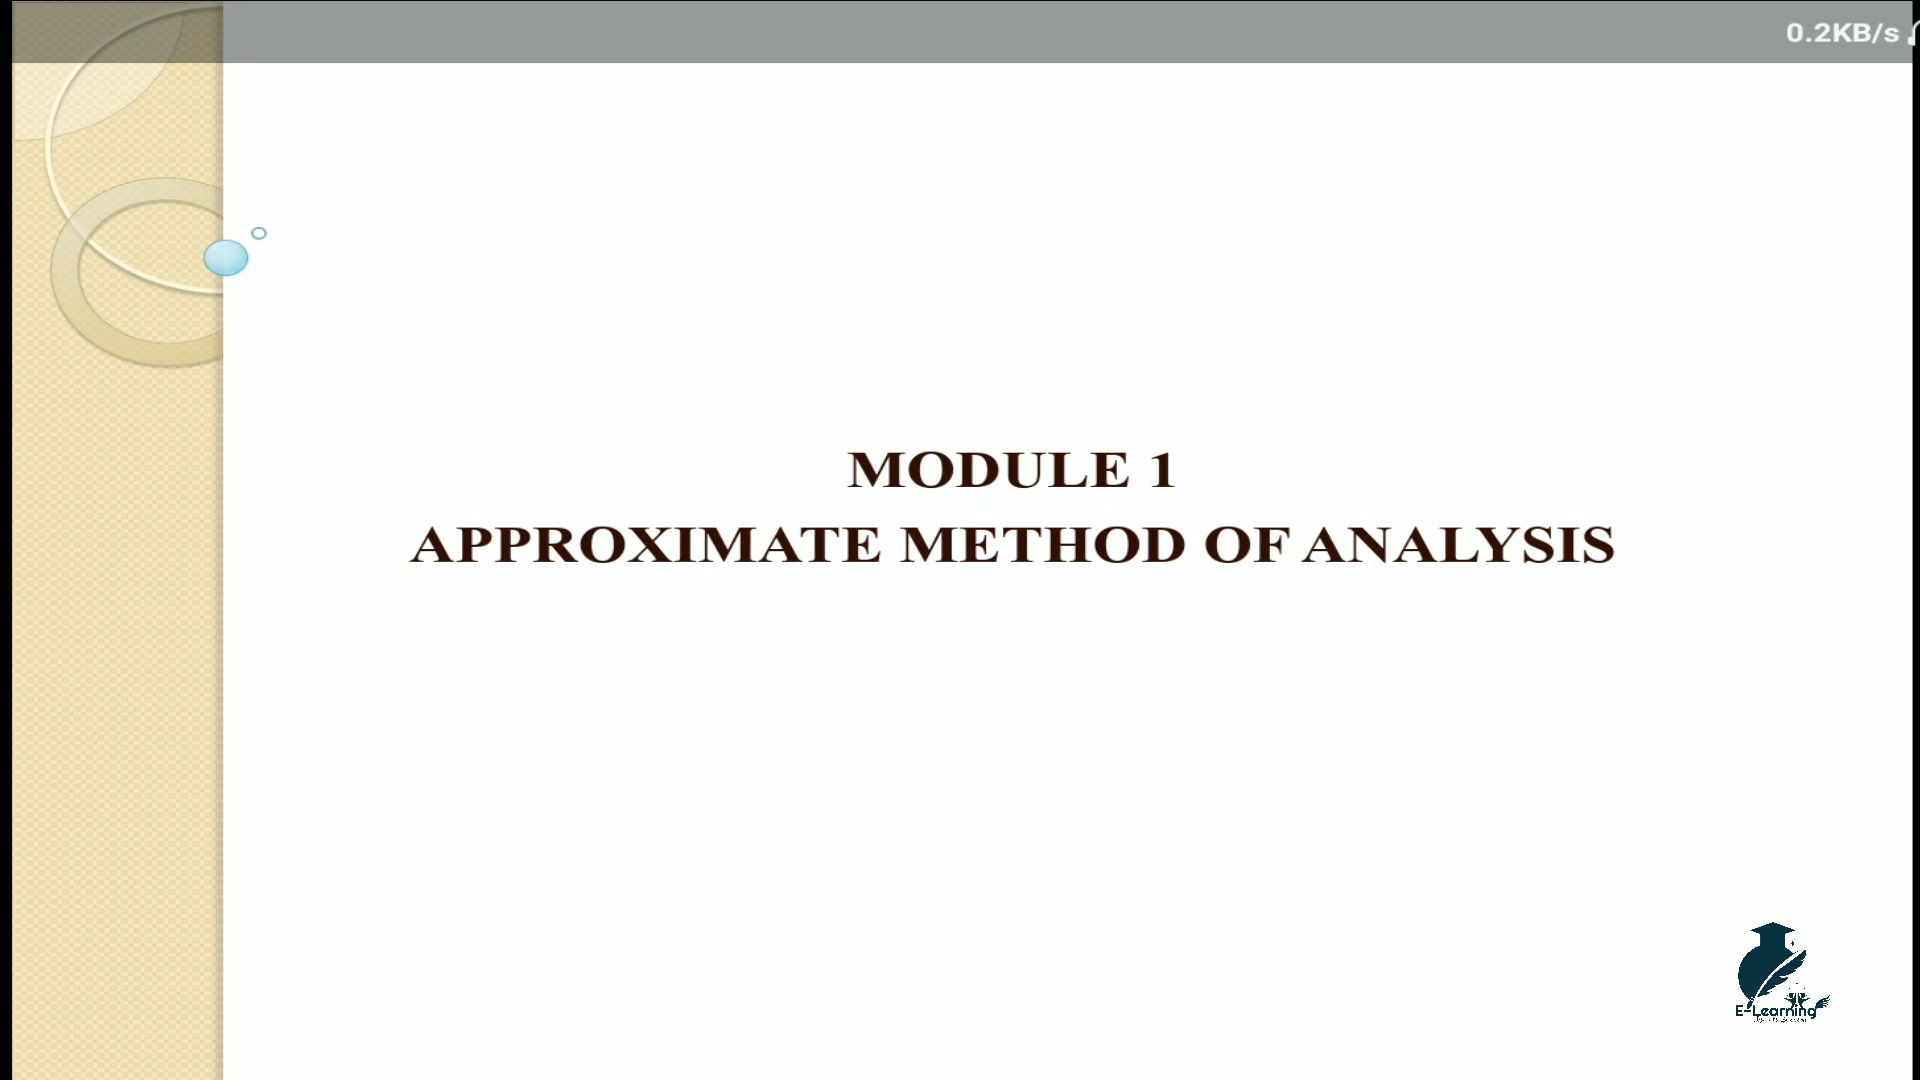 0.2KB/s
MODULE 1
APPROXIMATE METHOD OF ANALYSIS
E-Learning